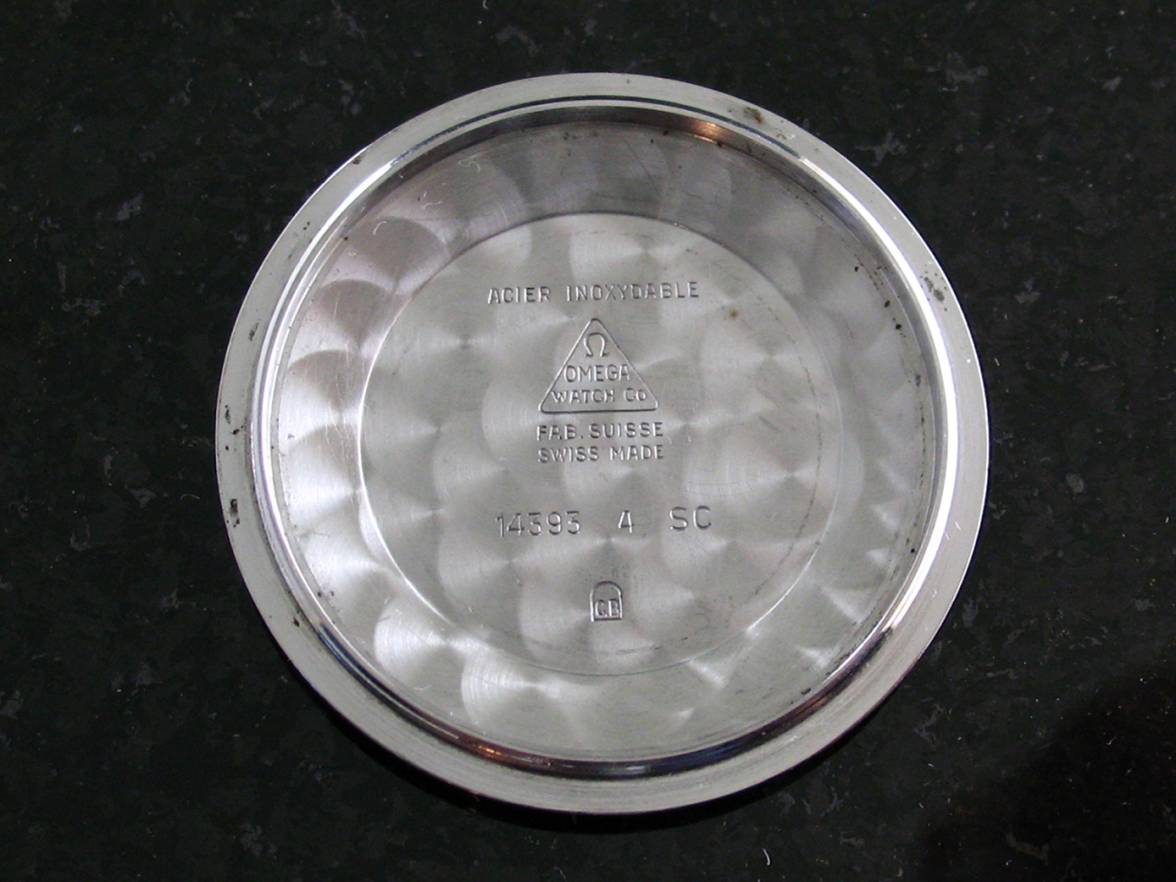 ACIER INOXYDABLE
Ω
OMEGA
WATCH Co
FAB. SUISSE
SWISS MADE
14393 4 SC
CB